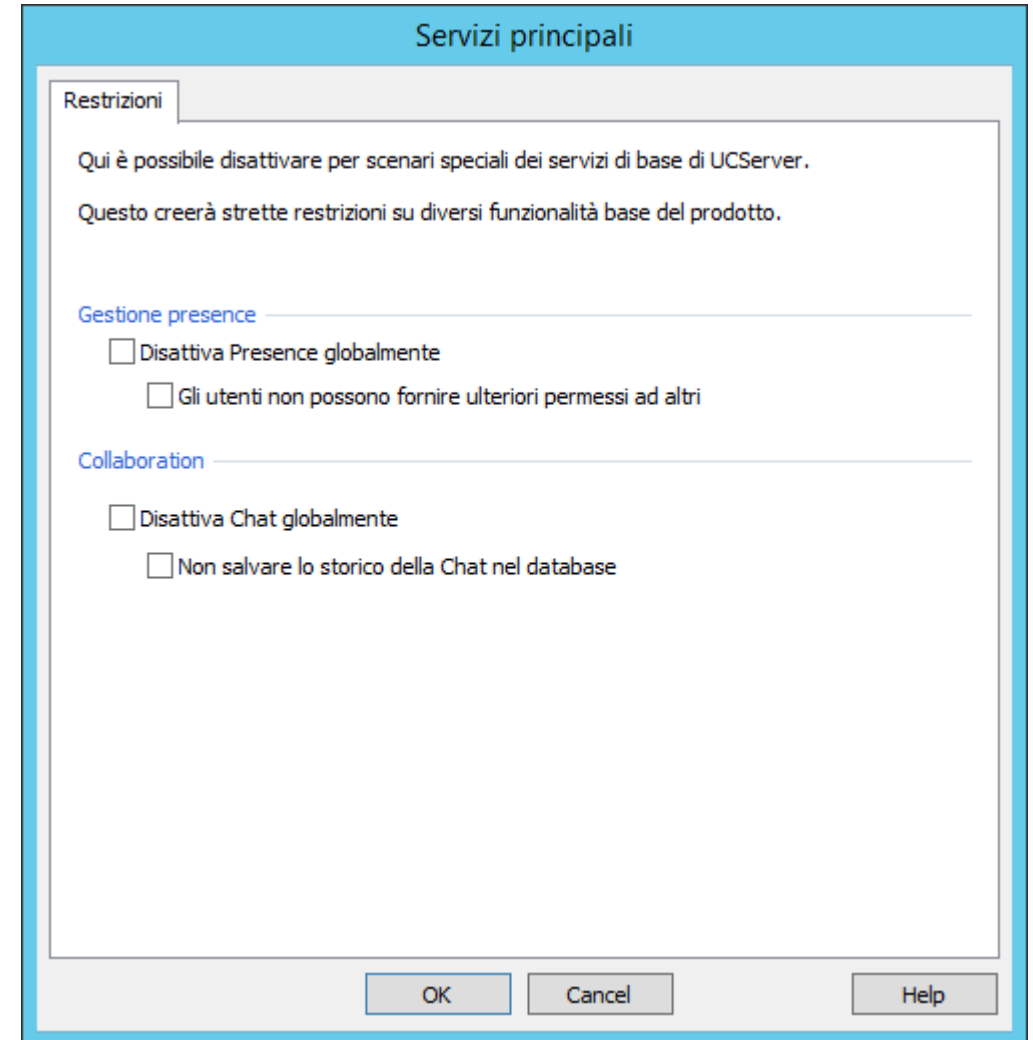 Servizi principali
Restrizioni
Qui è possibile disattivare per scenari speciali dei servizi di base di UCServer.
Questo creerà strette restrizioni su diversi funzionalità base del prodotto.
Gestione presence
Disattiva Presence globalmente
Gli utenti non possono fornire ulteriori permessi ad altri
Collaboration
Disattiva Chat globalmente
Non salvare lo storico della Chat nel database
OK Cancel Help